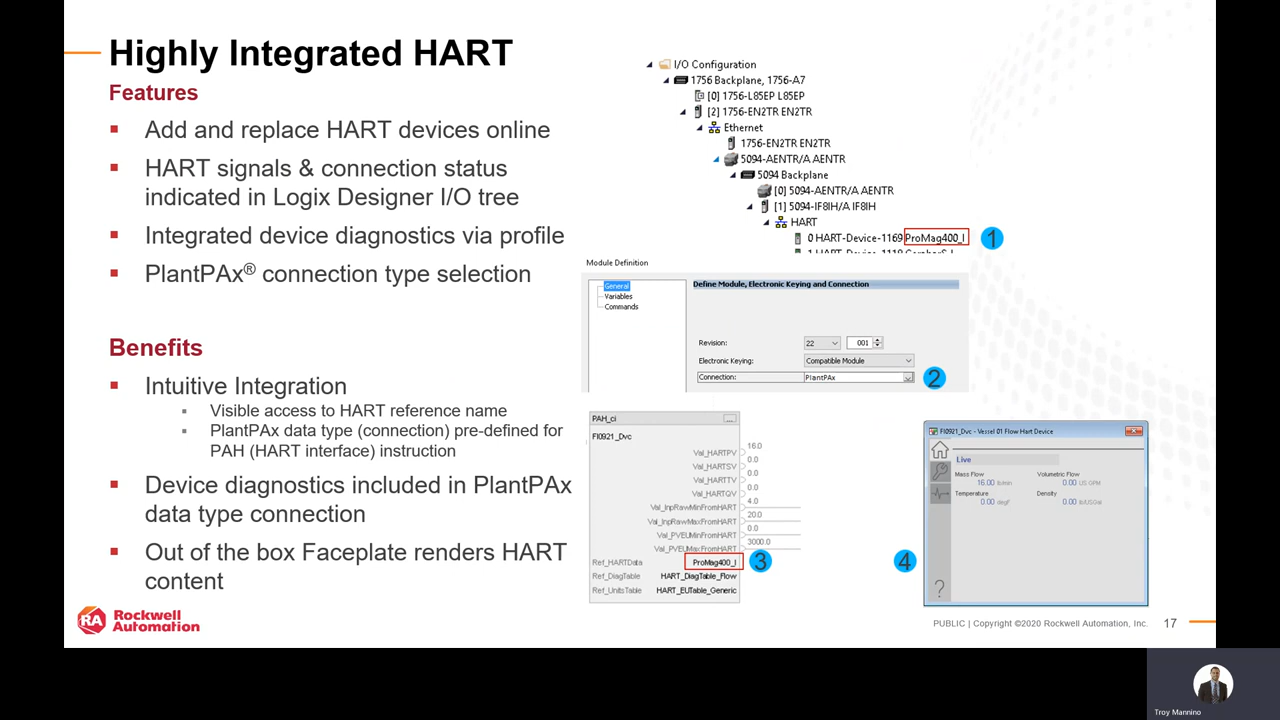 Highly Integrated HART
Features
▪ Add and replace HART devices online
▪ HART signals & connection status
indicated in Logix Designer I/O tree
▪ Integrated device diagnostics via profile
▪ PlantPAx® connection type selection
Benefits
▪ Intuitive Integration
▪ Visible access to HART reference name
▪ PlantPAx data type (connection) pre-defined for
PAH (HART interface) instruction
▪ Device diagnostics included in PlantPAx
data type connection
▪ Out of the box Faceplate renders HART
content
I/O Configuration
1756 Backplane, 1756-A7
[0] 1756-L85EP L85EP
[2] 1756-EN2TR EN2TR
Ethernet
1756-EN2TR EN2TR
5094-AENTR/A AENTR
5094 Backplane
[0] 5094-AENTR/A AENTR
[1] 5094-IF8IH/A IF8IH
HART
0 HART-Device-1169 ProMag400_I
1
Module Definition
General
Variables
Commands
Define Module, Electronic Keying and Connection
Revision: 22 001
Electronic Keying: Compatible Module
Connection: PlantPAx
2
PAH_ci ...
FI0921_Dvc
Val_HARTPV 16.0
Val_HARTSV 0.0
Val_HARTTV 0.0
Val_HARTQV 0.0
Val_InpRawMinFromHART 4.0
Val_InpRawMaxFromHART 20.0
Val_PVEUMinFromHART 0.0
Val_PVEUMaxFromHART 3000.0
Ref_HARTData ProMag400_I
Ref_DiagTable HART_DiagTable_Flow
Ref_UnitsTable HART_EUTable_Generic
3
4
FI0921_Dvc - Vessel 01 Flow Hart Device
Live
Mass Flow Volumetric Flow
16.00 lb/min 0.00 US GPM
Temperature Density
0.00 degF 0.00 lb/USGal
?
RA Rockwell
Automation
PUBLIC | Copyright ©2020 Rockwell Automation, Inc. 17
Troy Mannino